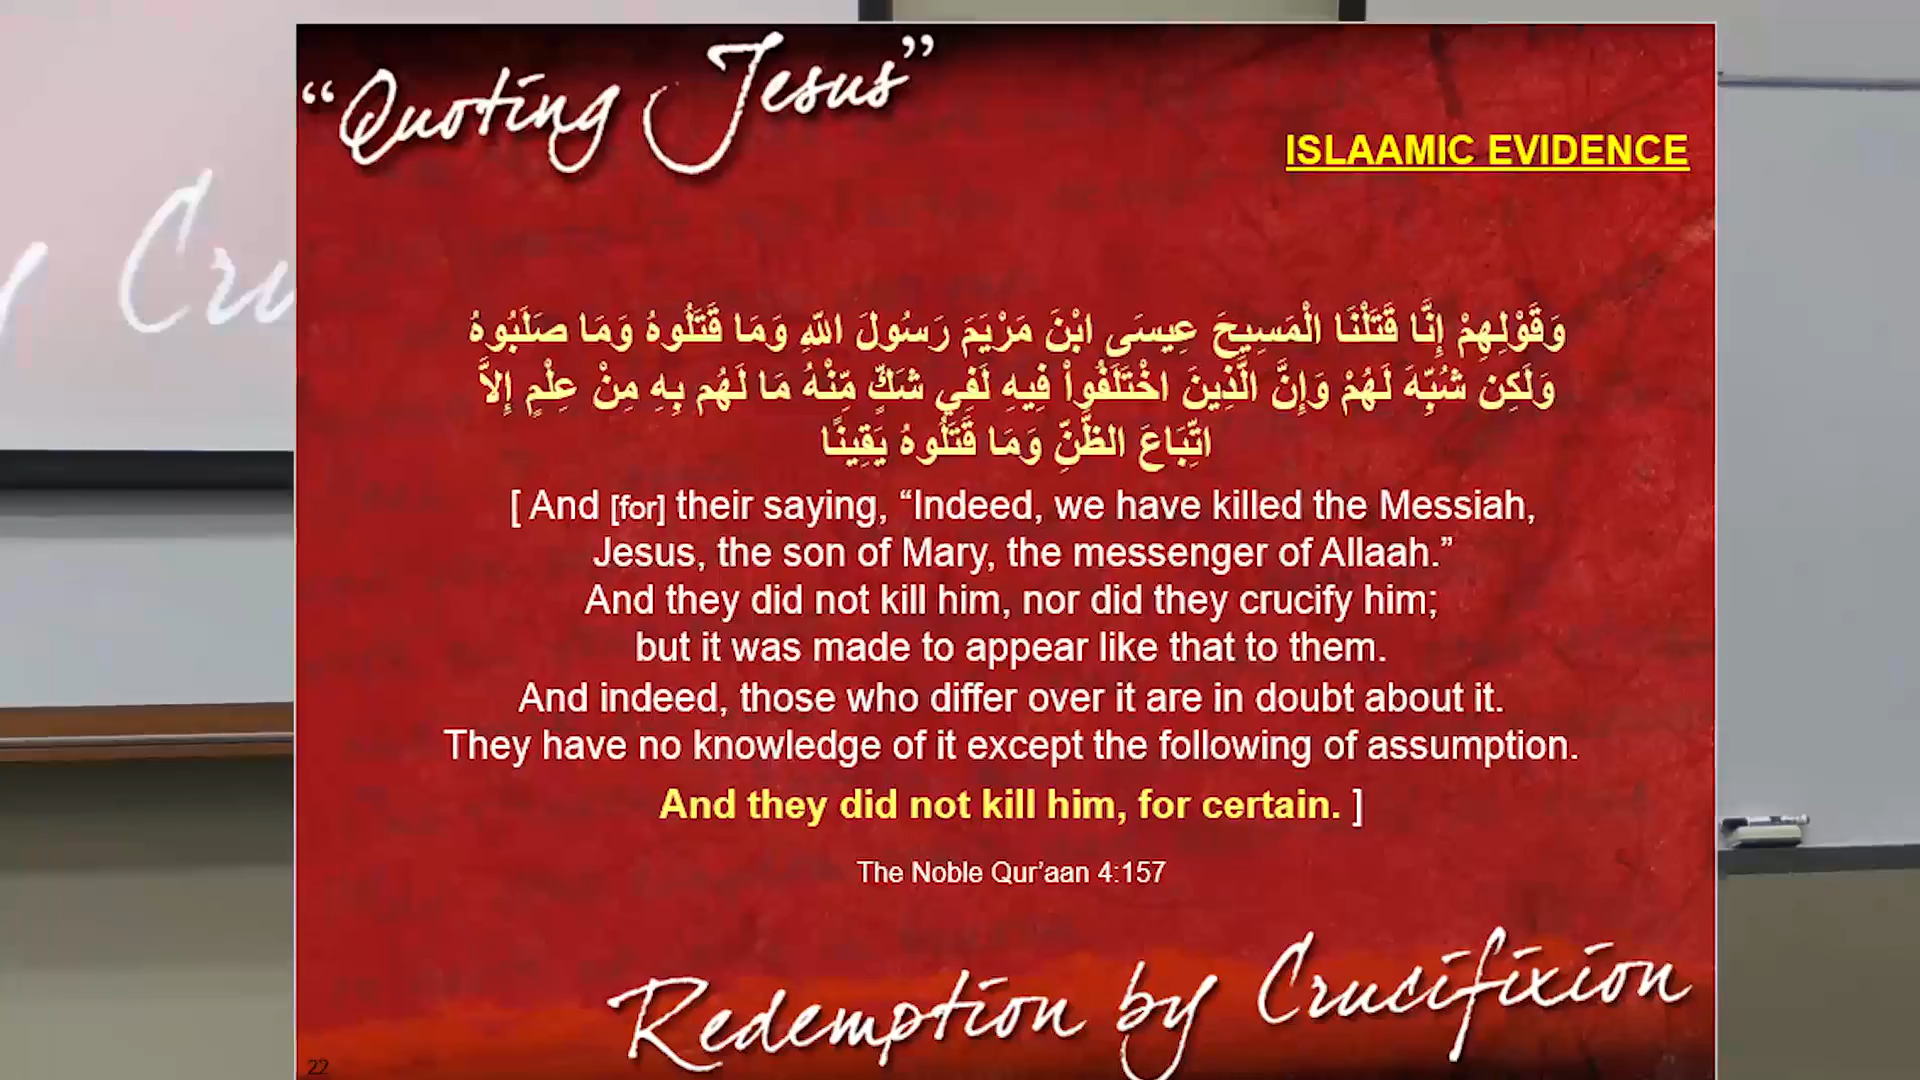 “Quoting Jesus”
ISLAAMIC EVIDENCE
y Cru
وَقَوْلِهِمْ إِنَّا قَتَلْنَا الْمَسِيحَ عِيسَى ابْنَ مَرْيَمَ رَسُولَ اللّهِ وَمَا قَتَلُوهُ وَمَا صَلَبُوهُ
وَلَكِن شُبِّهَ لَهُمْ وَإِنَّ الَّذِينَ اخْتَلَفُواْ فِيهِ لَفِي شَكٍّ مِّنْهُ مَا لَهُم بِهِ مِنْ عِلْمٍ إِلاَّ
اتِّبَاعَ الظَّنِّ وَمَا قَتَلُوهُ يَقِينًا
[ And [for] their saying, “Indeed, we have killed the Messiah,
Jesus, the son of Mary, the messenger of Allaah.”
And they did not kill him, nor did they crucify him;
but it was made to appear like that to them.
And indeed, those who differ over it are in doubt about it.
They have no knowledge of it except the following of assumption.
And they did not kill him, for certain. ]
The Noble Qur’aan 4:157
Redemption by Crucifixion
22